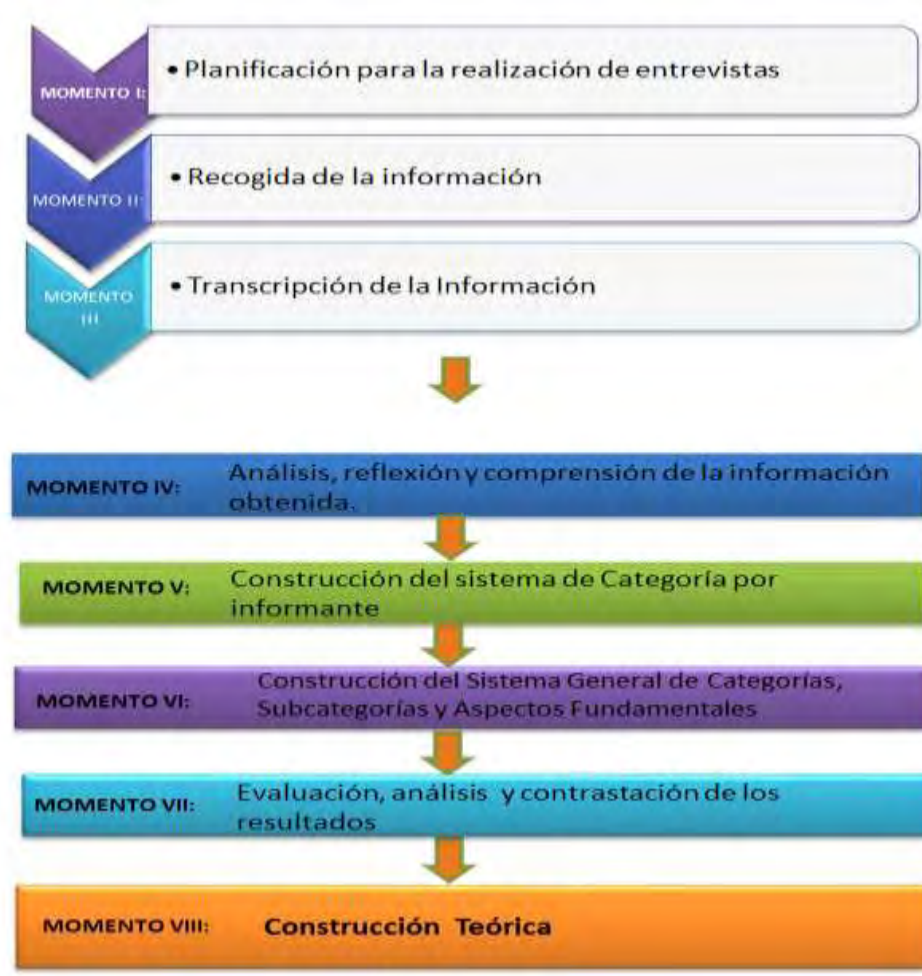 MOMENTO I:
• Planificación para la realización de entrevistas
MOMENTO II:
• Recogida de la información
MOMENTO
III
• Transcripción de la Información
MOMENTO IV:
Análisis, reflexión y comprensión de la información
obtenida.
MOMENTO V:
Construcción del sistema de Categoría por
informante
MOMENTO VI:
Construcción del Sistema General de Categorías,
Subcategorías y Aspectos Fundamentales
MOMENTO VII:
Evaluación, análisis y contrastación de los
resultados
MOMENTO VIII:
Construcción Teórica